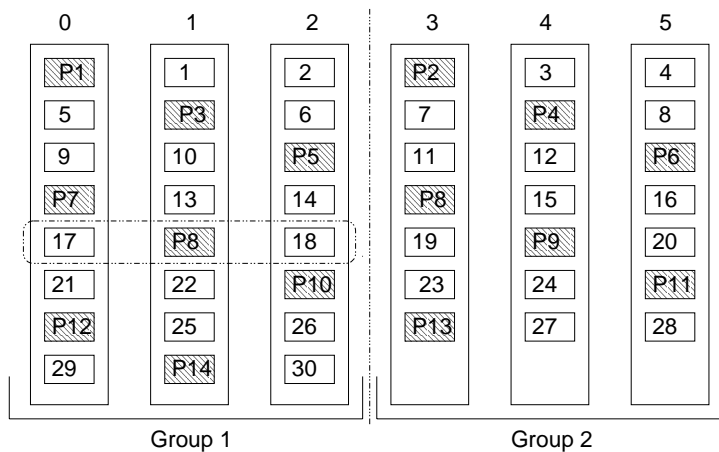 0 1 2 3 4 5
P1 1 2 P2 3 4
5 P3 6 7 P4 8
9 10 P5 11 12 P6
P7 13 14 P8 15 16
17 P8 18 19 P9 20
21 22 P10 23 24 P11
P12 25 26 P13 27 28
29 P14 30
Group 1 Group 2